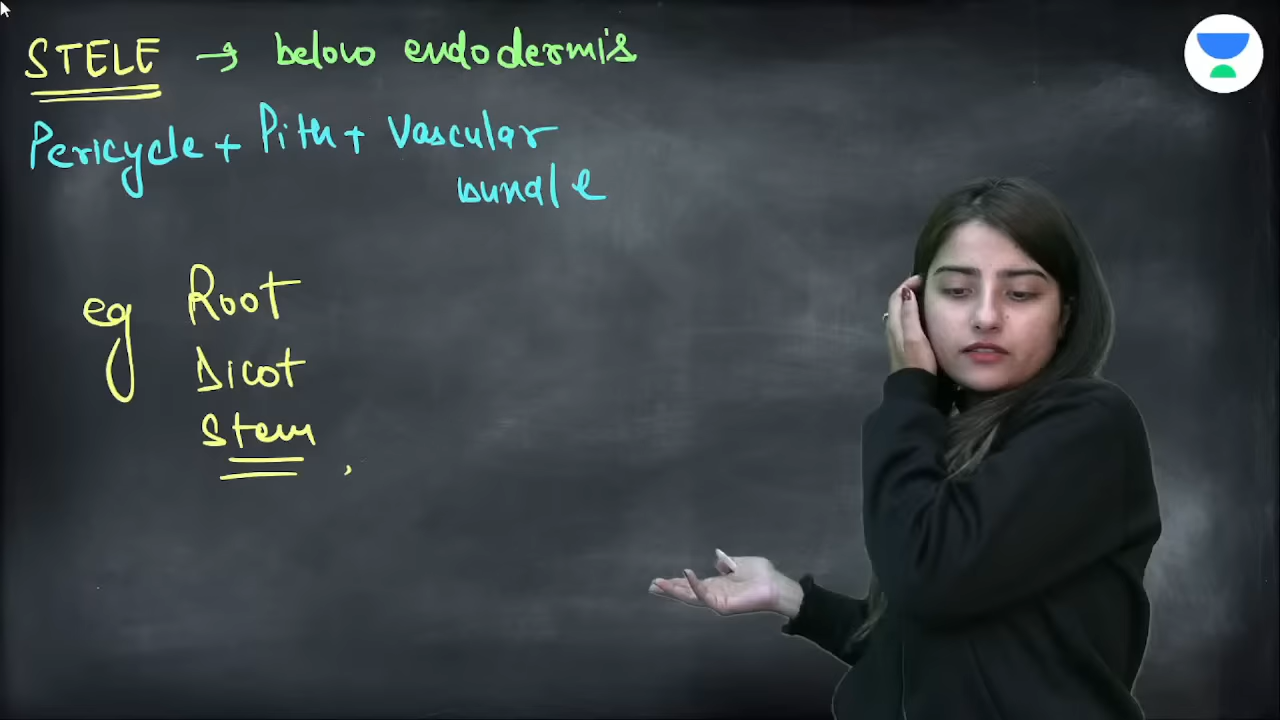 STELE → below endodermis
Pericycle + Pith + Vascular
bundle
eg Root
Dicot
Stem